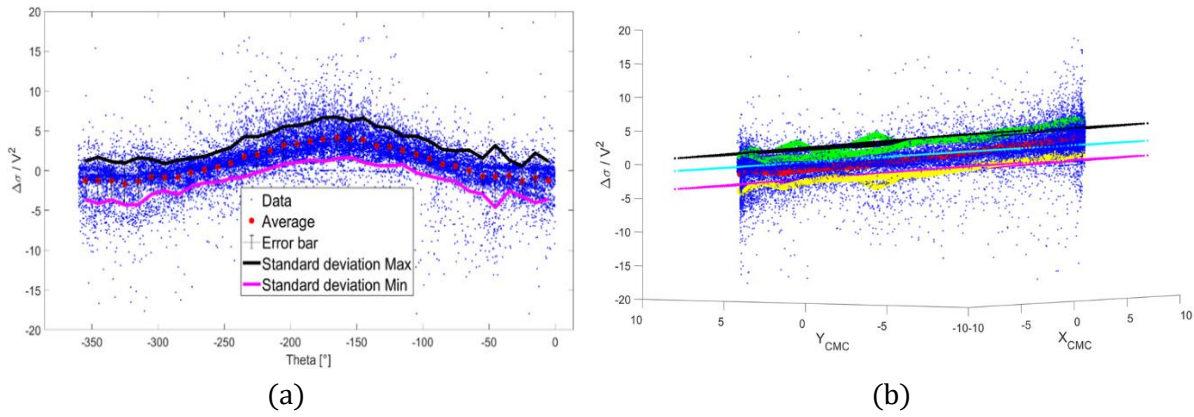 20
15
10
5
0
-5
-10
-15
-20
Δσ / V²
Data
Average
Error bar
Standard deviation Max
Standard deviation Min
-350 -300 -250 -200 -150 -100 -50 0
Theta [°]
(a)
20
15
10
5
0
-5
-10
-15
-20
Δσ / V²
10 5 0 -5 -10 -10 -5 0 5 10
Y_CMC X_CMC
(b)